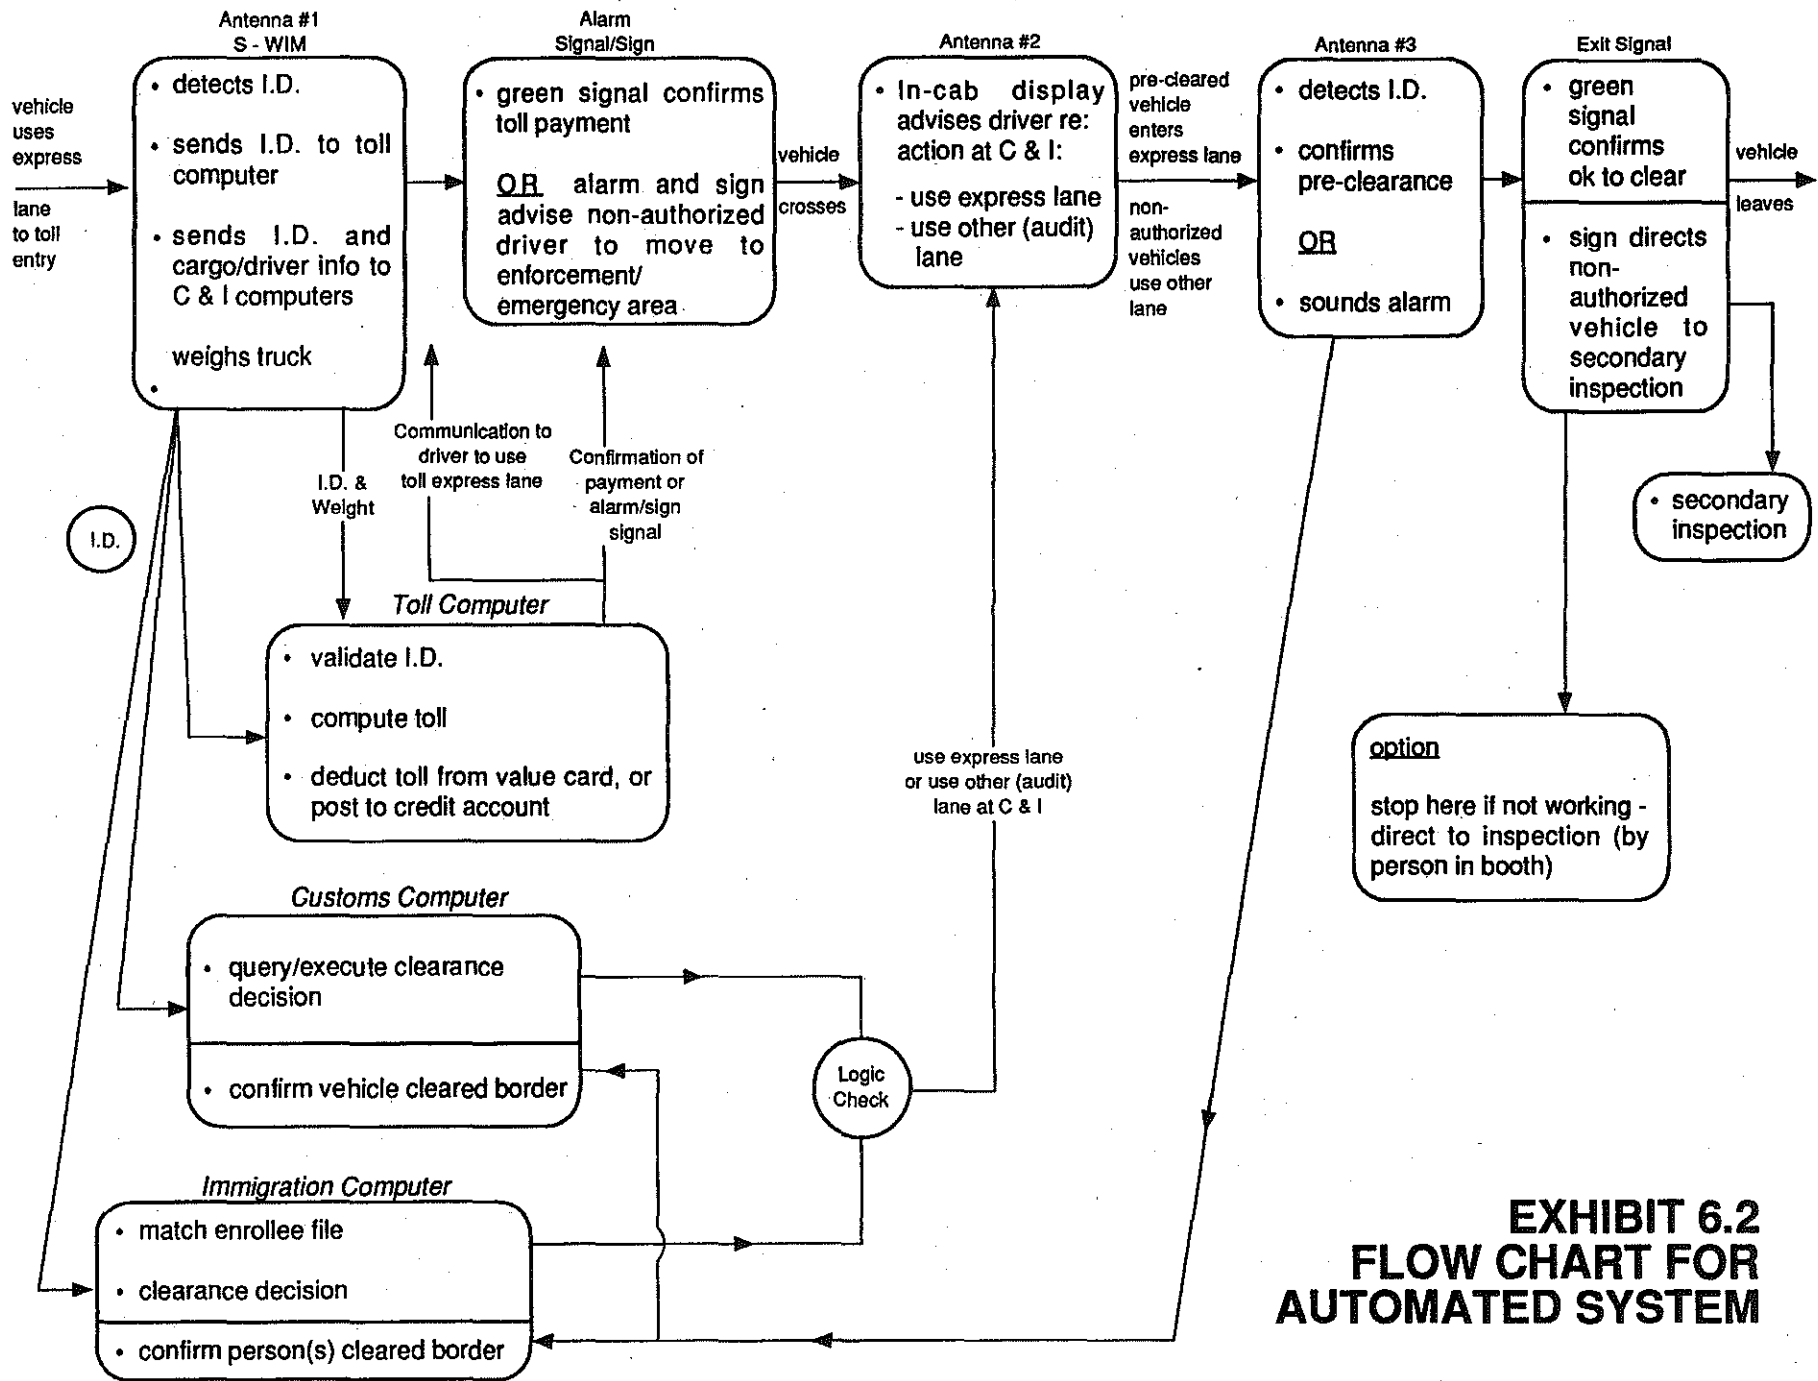 Antenna #1
S - WIM
vehicle
uses
express
lane
to toll
entry
• detects I.D.
• sends I.D. to toll
computer
• sends I.D. and
cargo/driver info to
C & I computers
weighs truck
•
Alarm
Signal/Sign
• green signal confirms
toll payment
OR alarm and sign
advise non-authorized
driver to move to
enforcement/
emergency area
vehicle
crosses
Antenna #2
• In-cab display
advises driver re:
action at C & I:
- use express lane
- use other (audit)
lane
pre-cleared
vehicle
enters
express lane
non-
authorized
vehicles
use other
lane
Antenna #3
• detects I.D.
• confirms
pre-clearance
OR
• sounds alarm
Exit Signal
• green
signal
confirms
ok to clear
• sign directs
non-
authorized
vehicle to
secondary
inspection
vehicle
leaves
• secondary
inspection
I.D.
I.D. &
Weight
Communication to
driver to use
toll express lane
Confirmation of
payment or
alarm/sign
signal
Toll Computer
• validate I.D.
• compute toll
• deduct toll from value card, or
post to credit account
use express lane
or use other (audit)
lane at C & I
option
stop here if not working -
direct to inspection (by
person in booth)
Customs Computer
• query/execute clearance
decision
• confirm vehicle cleared border
Logic
Check
Immigration Computer
• match enrollee file
• clearance decision
• confirm person(s) cleared border
EXHIBIT 6.2
FLOW CHART FOR
AUTOMATED SYSTEM